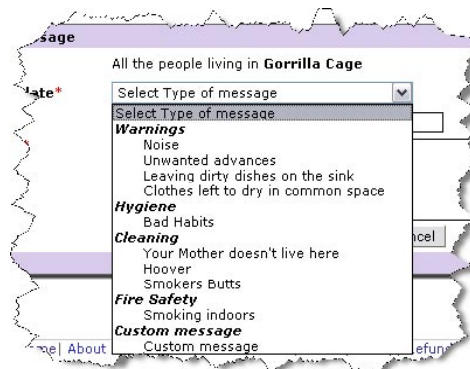 sage
All the people living in Gorrilla Cage
late*
Select Type of message
Select Type of message
Warnings
Noise
Unwanted advances
Leaving dirty dishes on the sink
Clothes left to dry in common space
Hygiene
Bad Habits
Cleaning
Your Mother doesn't live here
Hoover
Smokers Butts
Fire Safety
Smoking indoors
Custom message
Custom message
ncel
me| About
efun